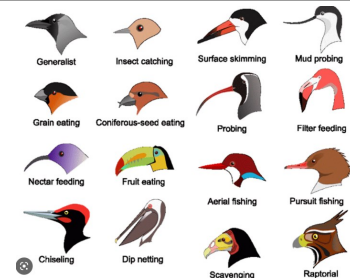 Generalist
Insect catching
Surface skimming
Mud probing
Grain eating
Coniferous-seed eating
Probing
Filter feeding
Nectar feeding
Fruit eating
Aerial fishing
Pursuit fishing
Chiseling
Dip netting
Scavenging
Raptorial